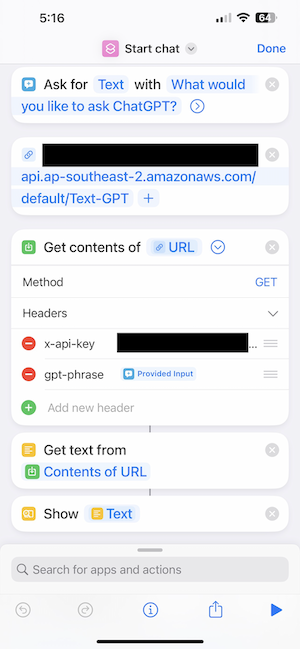 5:16
64
Start chat
Done
Ask for Text with What would
you like to ask ChatGPT?
api.ap-southeast-2.amazonaws.com/
default/Text-GPT
Get contents of URL
Method GET
Headers
x-api-key ...
gpt-phrase Provided Input
Add new header
Get text from
Contents of URL
Show Text
Search for apps and actions